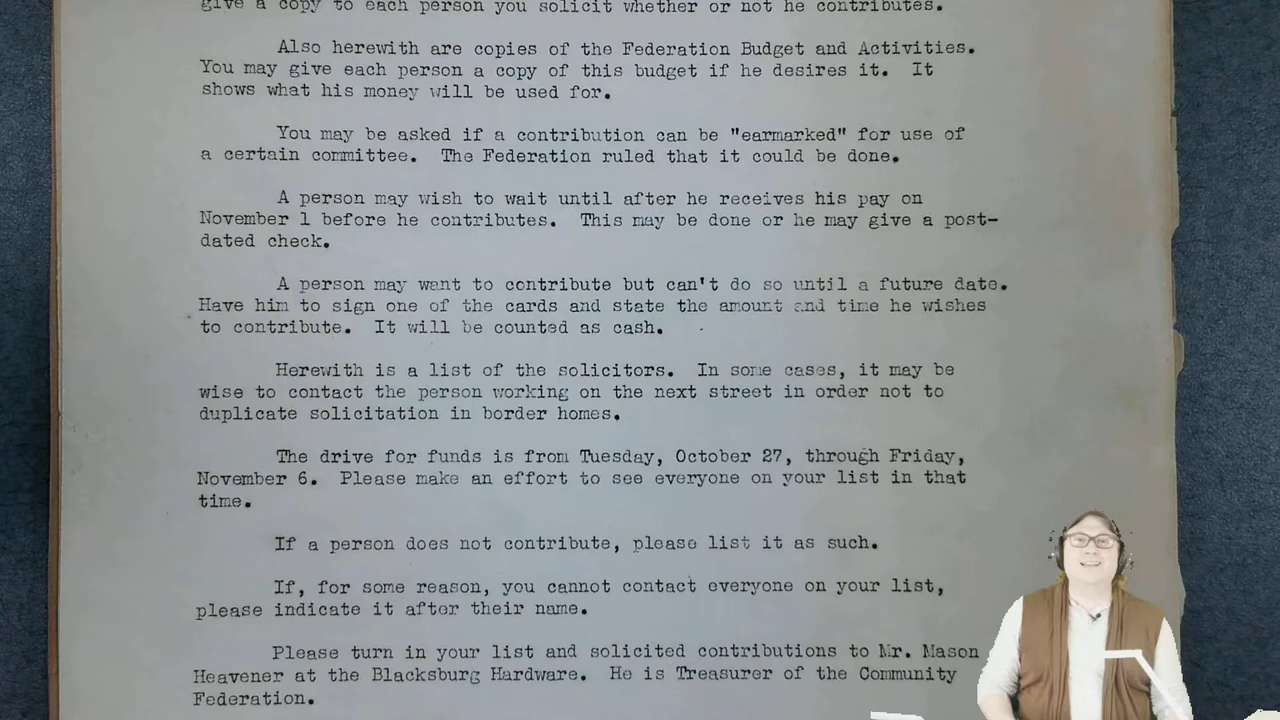 give a copy to each person you solicit whether or not he contributes.
Also herewith are copies of the Federation Budget and Activities.
You may give each person a copy of this budget if he desires it. It
shows what his money will be used for.
You may be asked if a contribution can be "earmarked" for use of
a certain committee. The Federation ruled that it could be done.
A person may wish to wait until after he receives his pay on
November 1 before he contributes. This may be done or he may give a post-
dated check.
A person may want to contribute but can't do so until a future date.
Have him to sign one of the cards and state the amount and time he wishes
to contribute. It will be counted as cash.
Herewith is a list of the solicitors. In some cases, it may be
wise to contact the person working on the next street in order not to
duplicate solicitation in border homes.
The drive for funds is from Tuesday, October 27, through Friday,
November 6. Please make an effort to see everyone on your list in that
time.
If a person does not contribute, please list it as such.
If, for some reason, you cannot contact everyone on your list,
please indicate it after their name.
Please turn in your list and solicited contributions to Mr. Mason
Heavener at the Blacksburg Hardware. He is Treasurer of the Community
Federation.